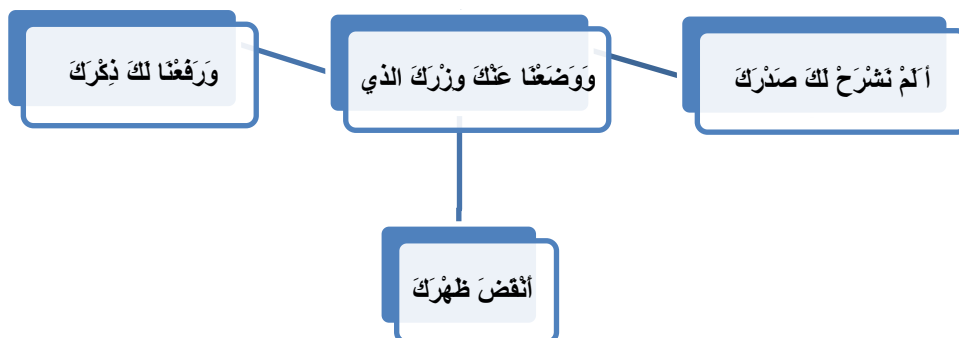 أَلَمْ نَشْرَحْ لَكَ صَدْرَكَ
وَوَضَعْنَا عَنْكَ وِزْرَكَ الذي
وَرَفَعْنَا لَكَ ذِكْرَكَ
أَنْقَضَ ظَهْرَكَ